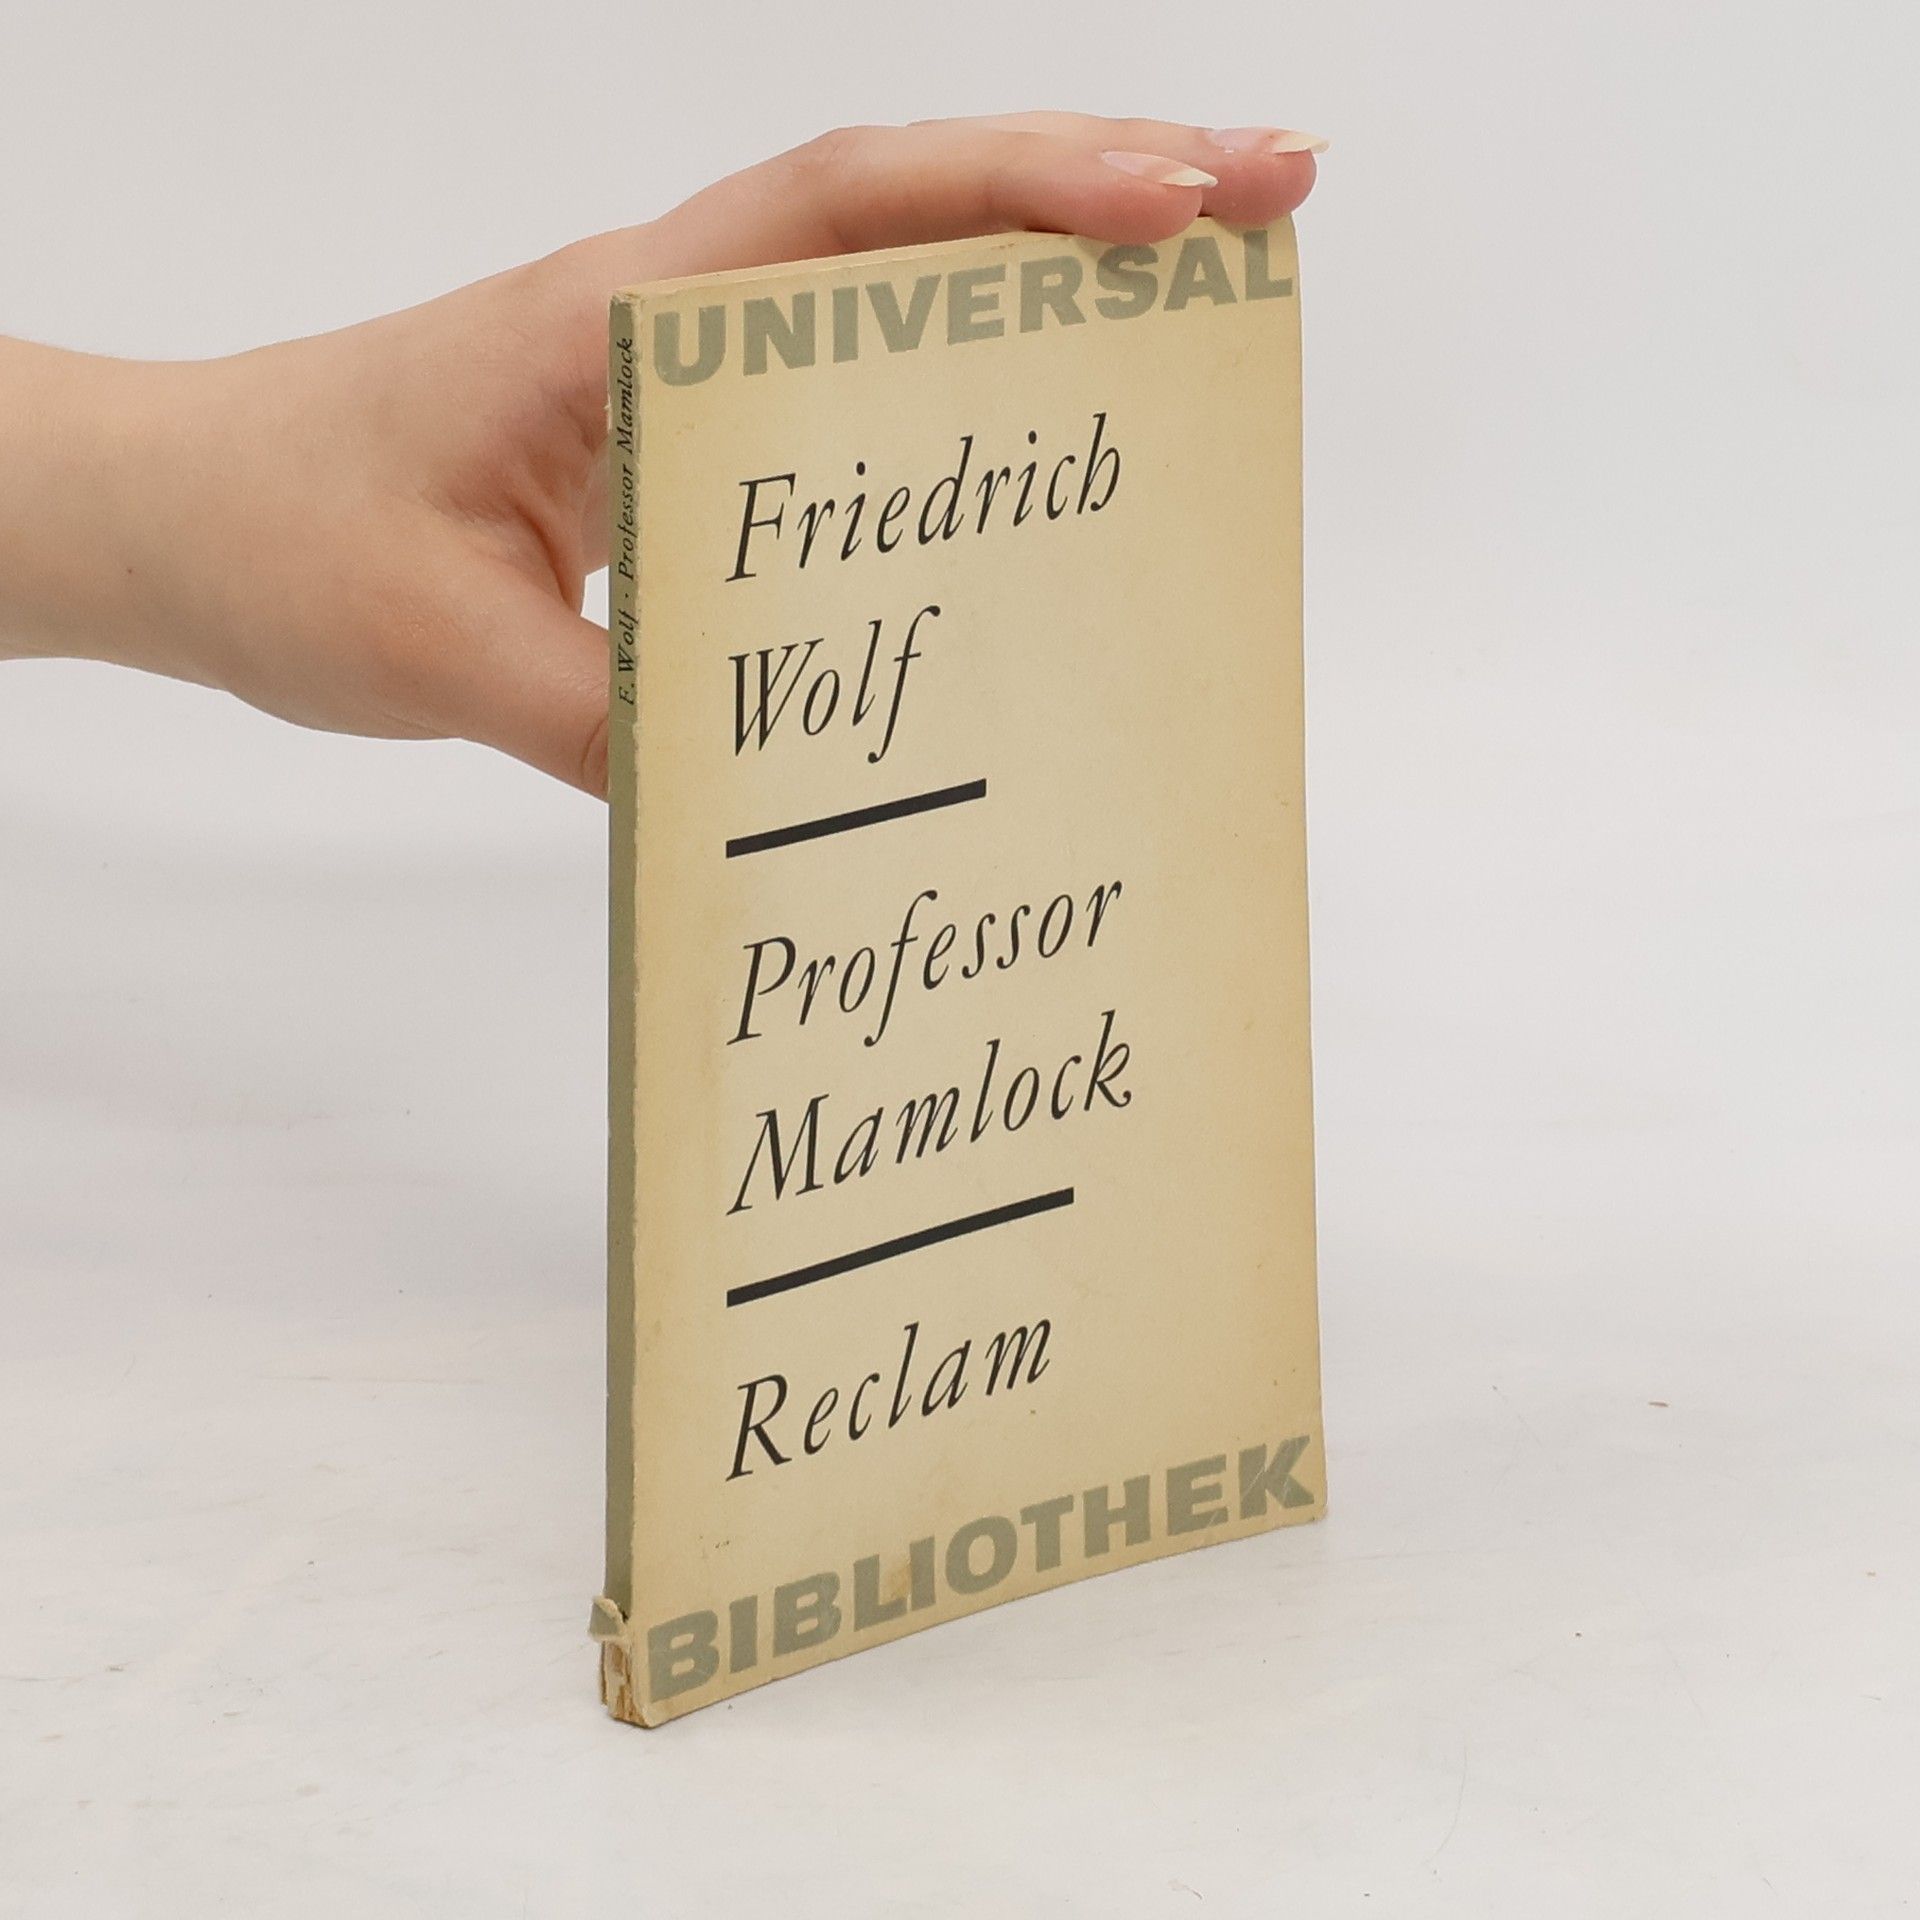 UNIVERSAL
Friedrich
Wolf
Professor
Mamlock
Reclam
BIBLIOTHEK
F. Wolf · Professor Mamlock